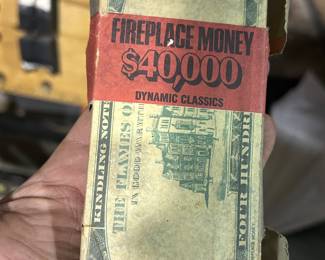 FIREPLACE MONEY
$40,000
DYNAMIC CLASSICS
KINDLING NOTE
THE FLAMES O
FOUR HUNDR